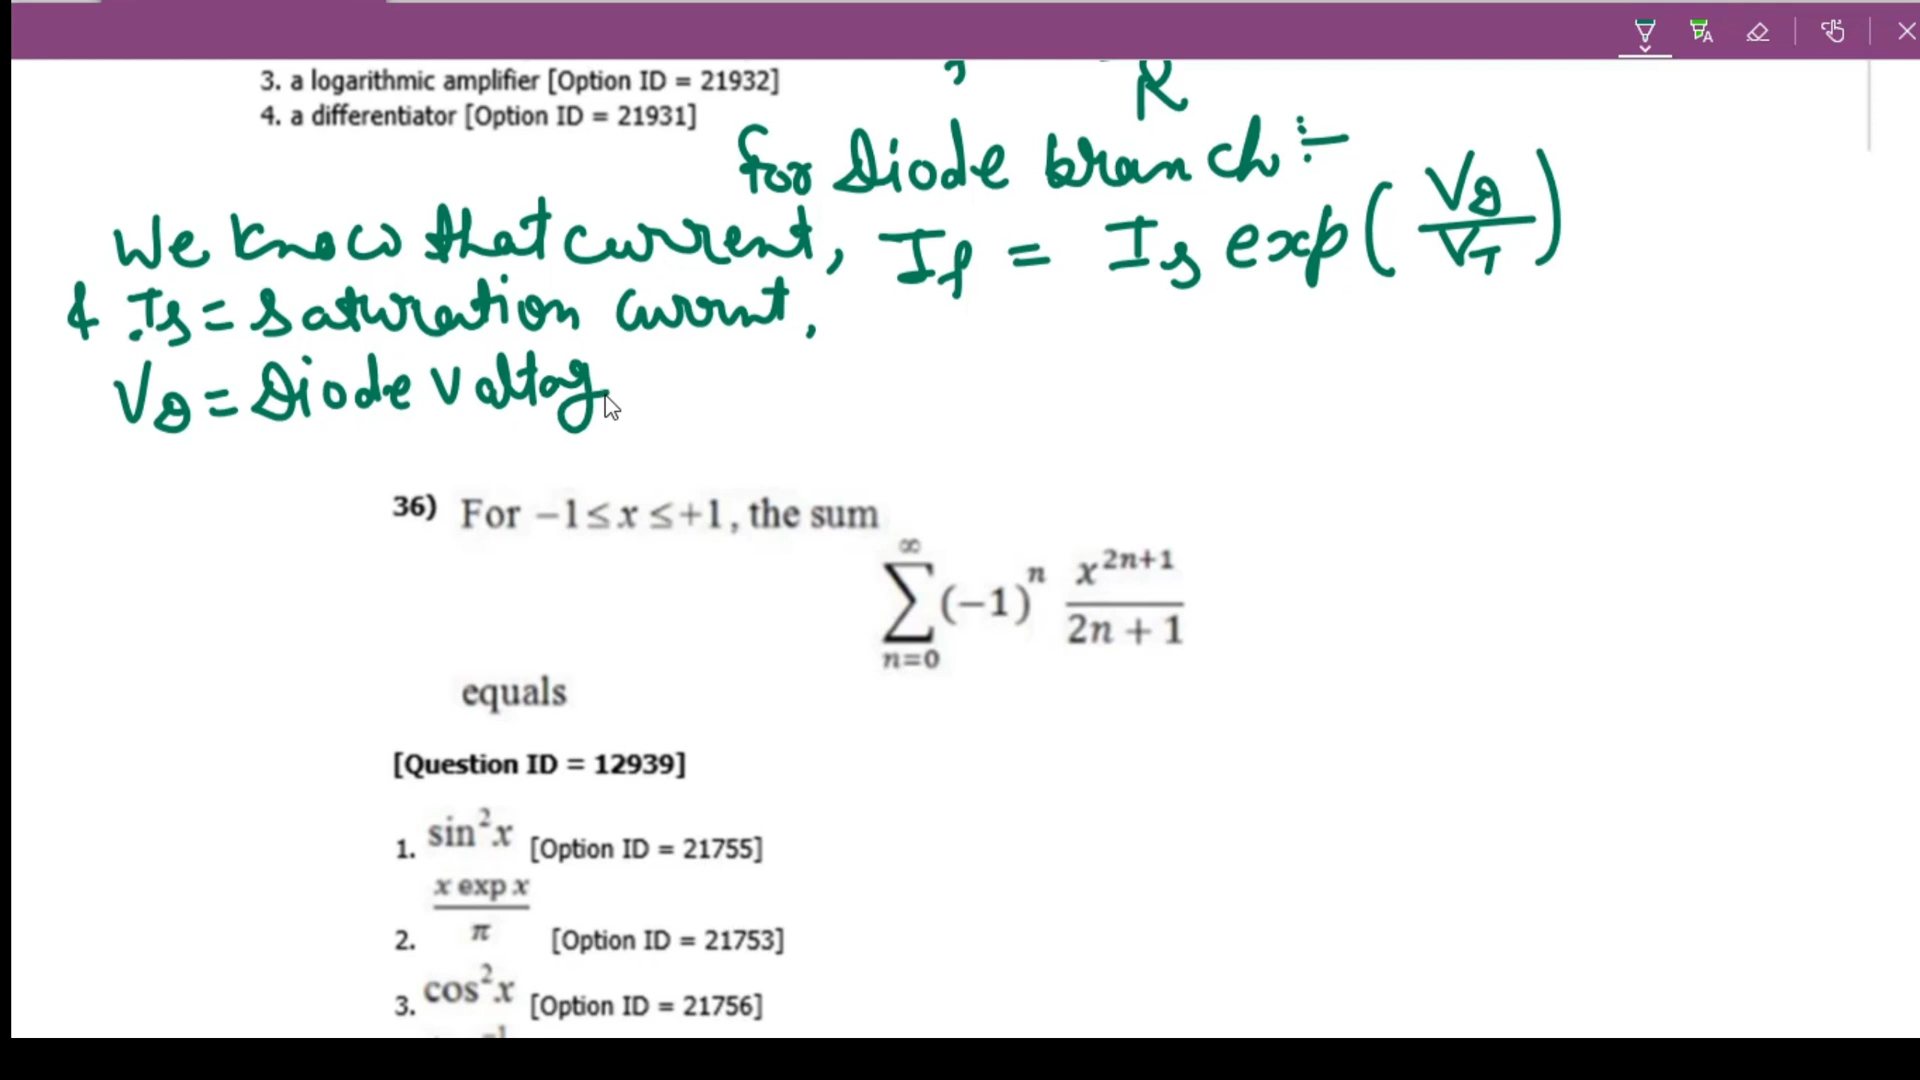 3. a logarithmic amplifier [Option ID = 21932]
4. a differentiator [Option ID = 21931]
R
for Diode branch :-
We know that current, If = Is exp(VD/VT)
& Is = saturation current,
VD = Diode Voltag
36) For −1 ≤ x ≤ +1, the sum
∑_{n=0}^{∞} (−1)^n x^{2n+1}/(2n + 1)
equals
[Question ID = 12939]
1. sin²x [Option ID = 21755]
2. x exp x / π [Option ID = 21753]
3. cos²x [Option ID = 21756]